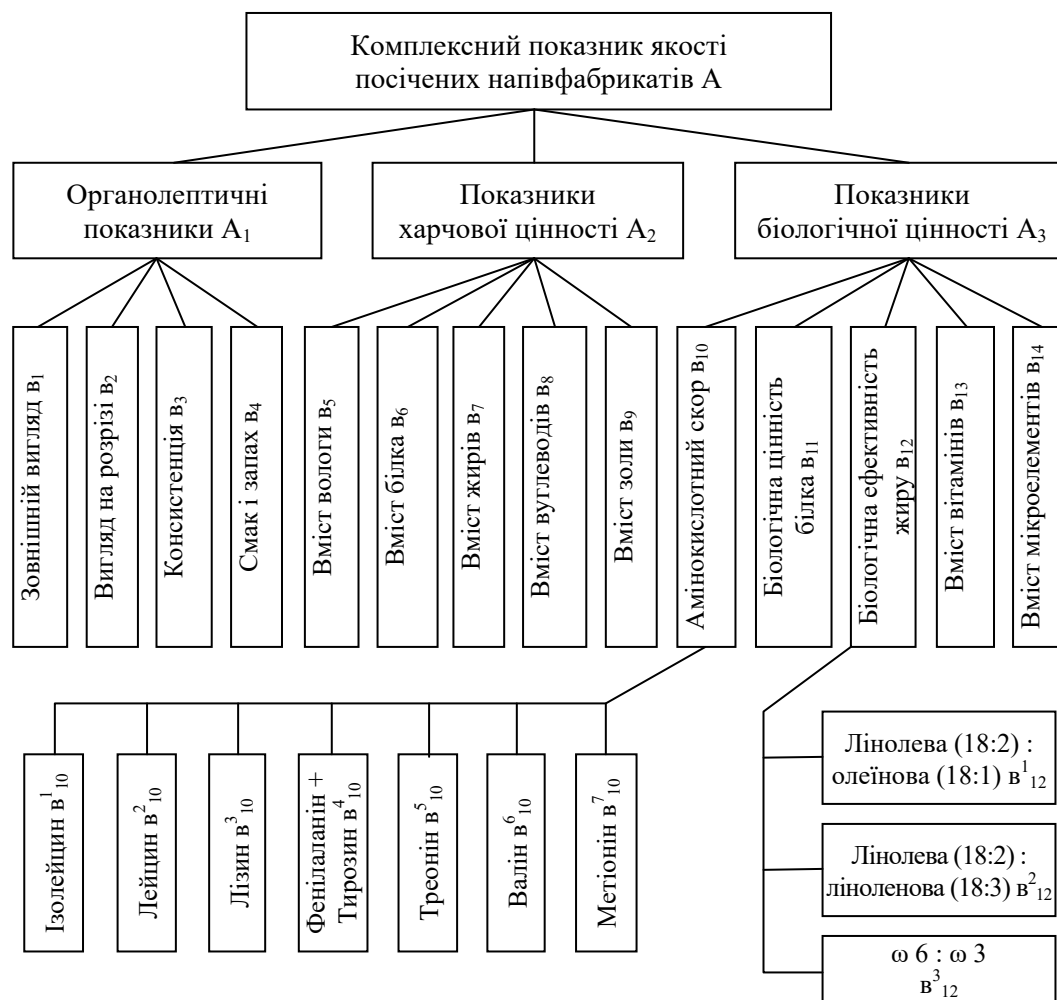 Комплексний показник якості
посічених напівфабрикатів А
Органолептичні
показники А₁
Показники
харчової цінності А₂
Показники
біологічної цінності А₃
Зовнішній вигляд в₁
Вигляд на розрізі в₂
Консистенція в₃
Смак і запах в₄
Вміст вологи в₅
Вміст білка в₆
Вміст жирів в₇
Вміст вуглеводів в₈
Вміст золи в₉
Амінокислотний скор в₁₀
Біологічна цінність
білка в₁₁
Біологічна ефективність
жиру в₁₂
Вміст вітамінів в₁₃
Вміст мікроелементів в₁₄
Ізолейцин в¹₁₀
Лейцин в²₁₀
Лізин в³₁₀
Фенілаланін +
Тирозин в⁴₁₀
Треонін в⁵₁₀
Валін в⁶₁₀
Метіонін в⁷₁₀
Лінолева (18:2) :
олеїнова (18:1) в¹₁₂
Лінолева (18:2) :
ліноленова (18:3) в²₁₂
ω 6 : ω 3
в³₁₂